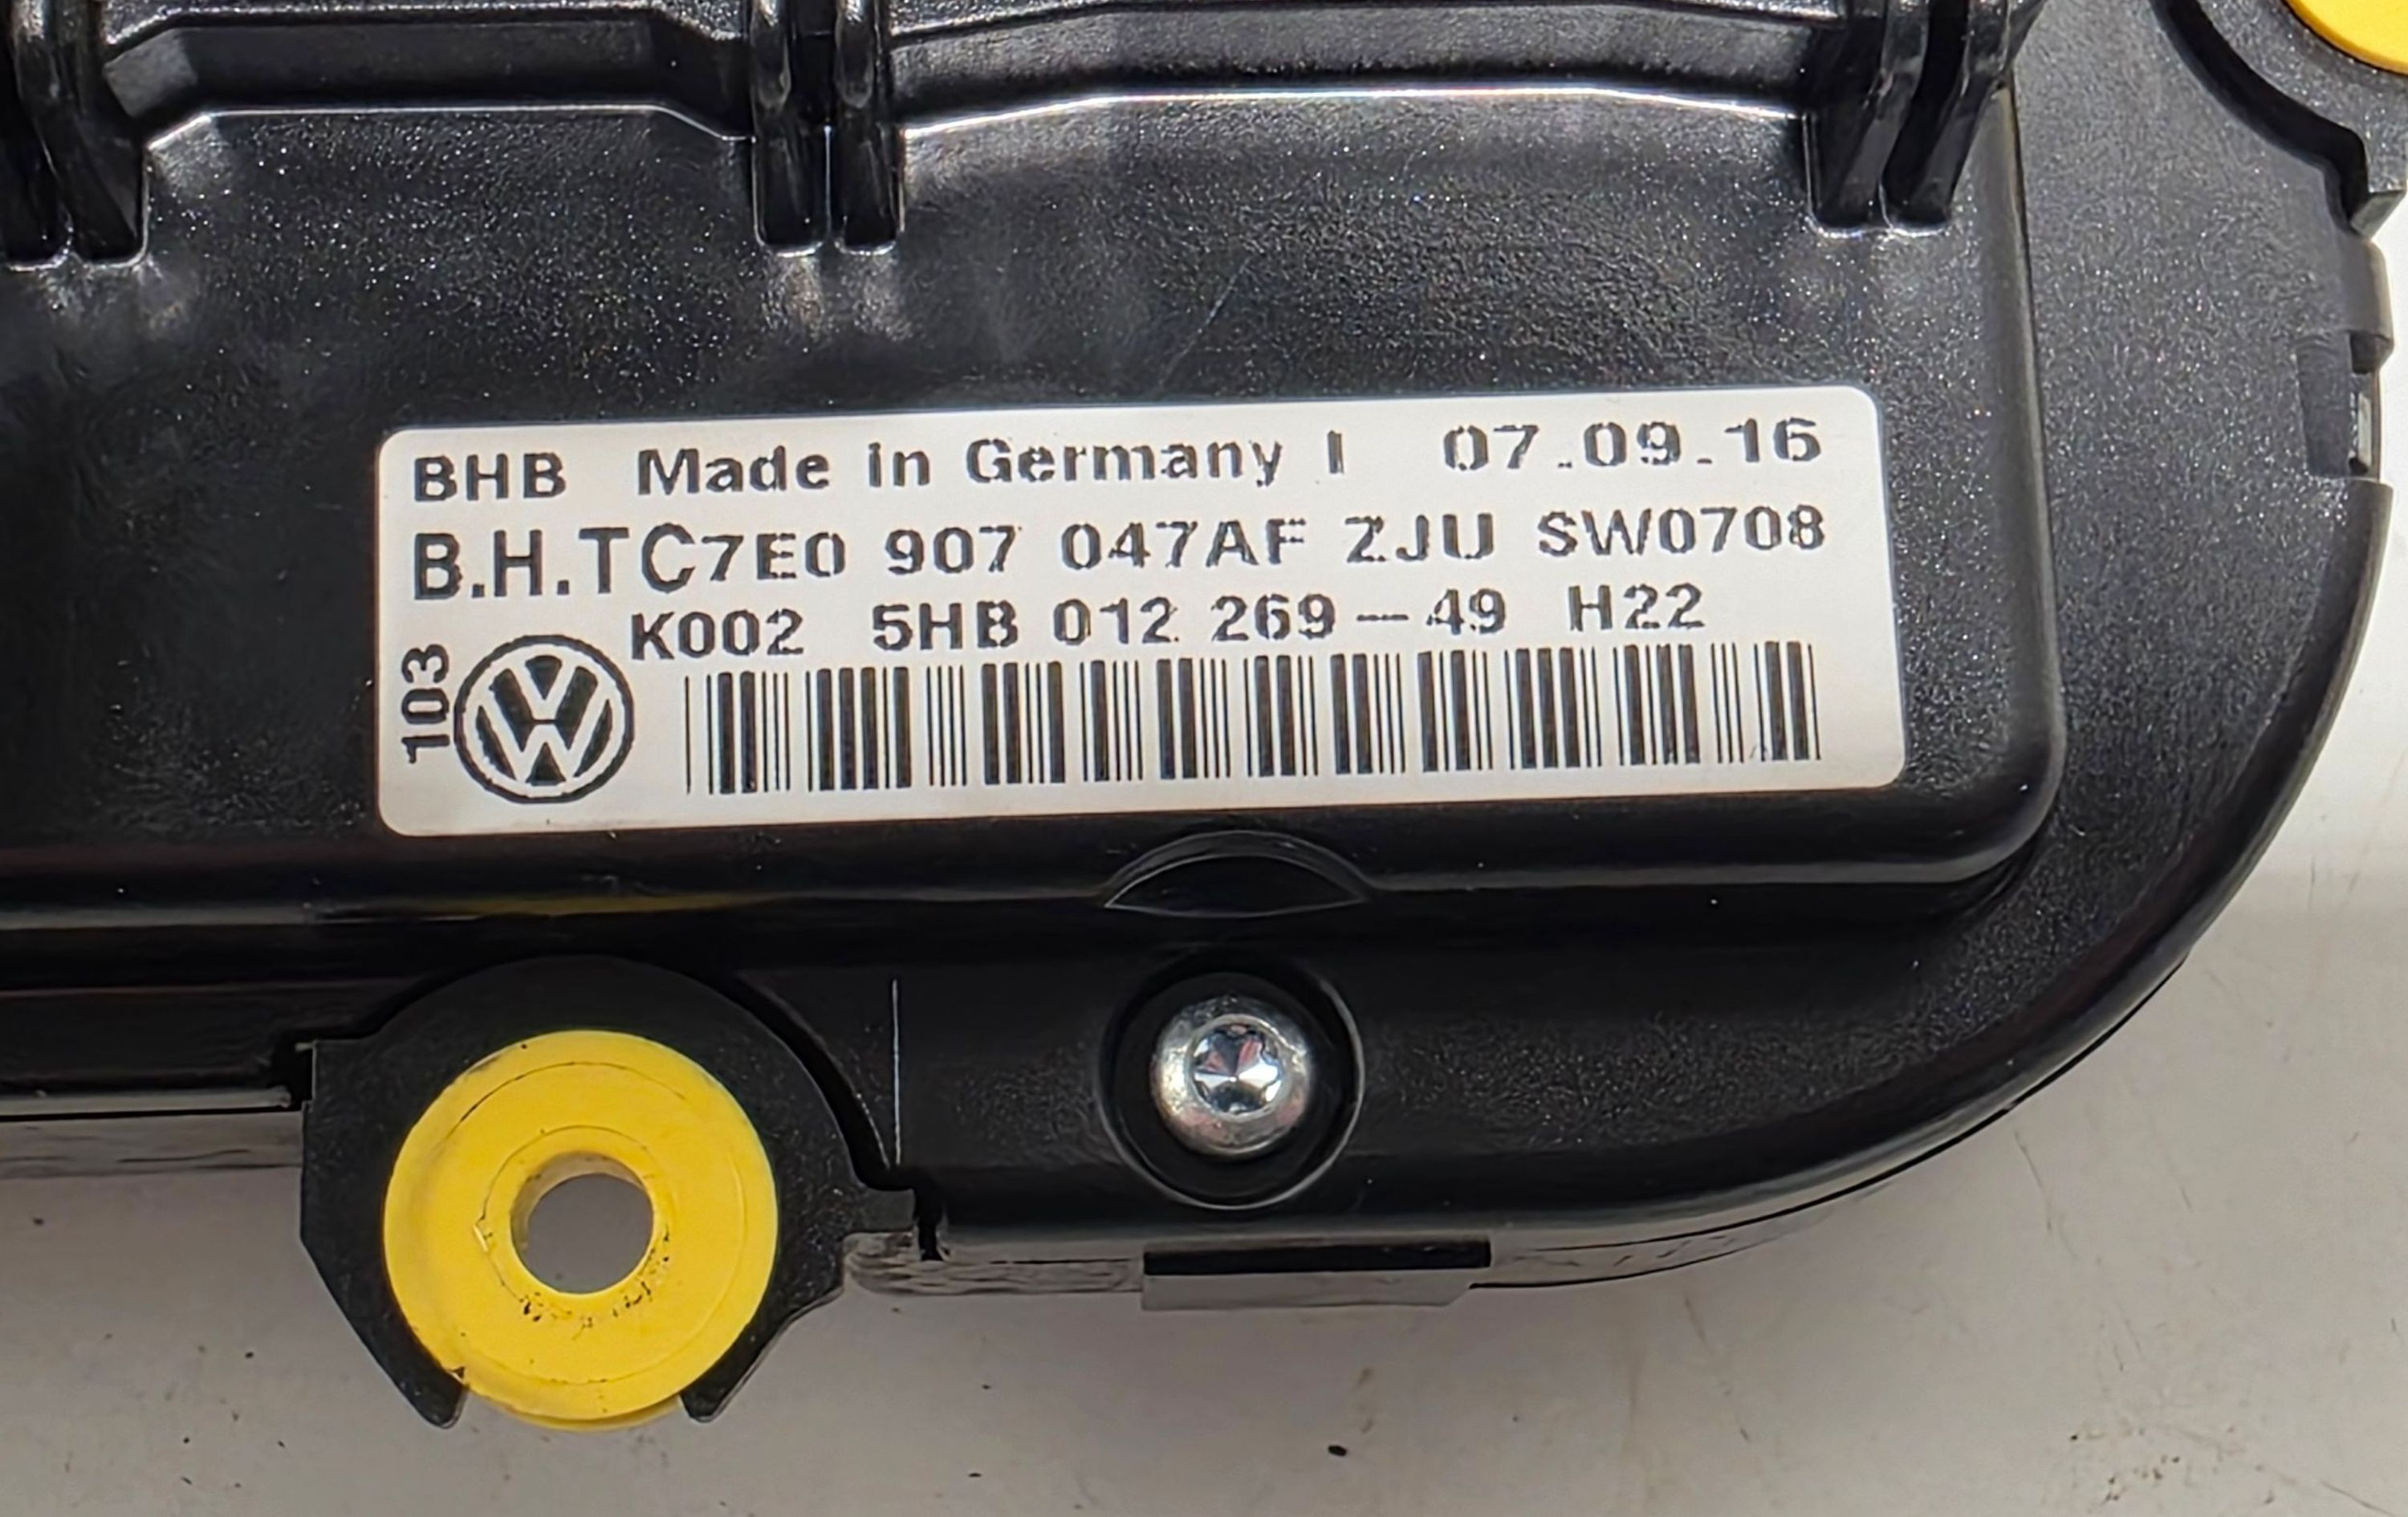 BHB Made in Germany I 07.09.16
B.H.TC7E0 907 047AF ZJU SW0708
K002 5HB 012 269-49 H22
103